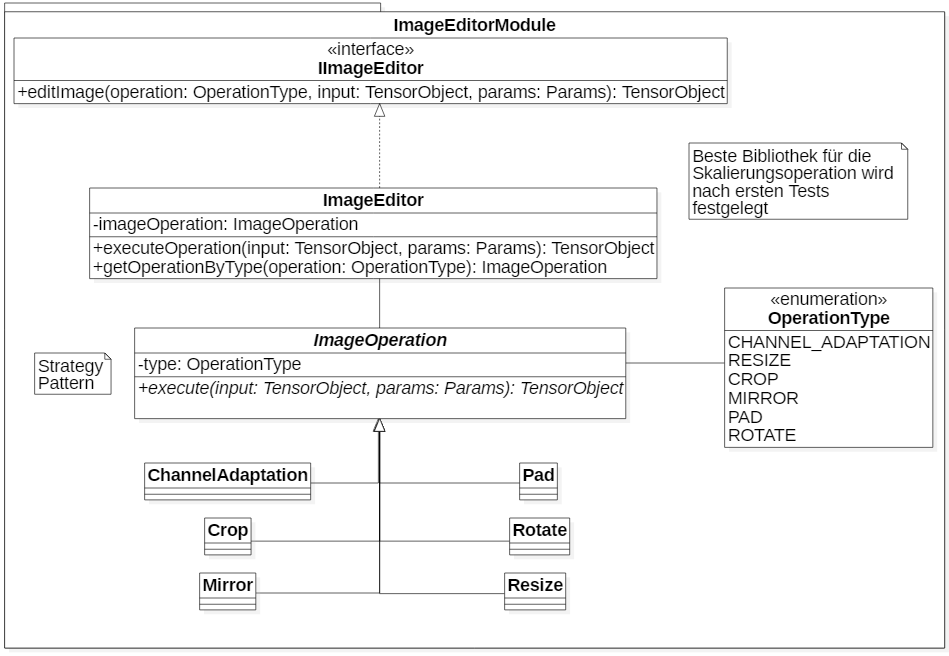 ImageEditorModule
«interface»
IImageEditor
+editImage(operation: OperationType, input: TensorObject, params: Params): TensorObject
Beste Bibliothek für die
Skalierungsoperation wird
nach ersten Tests
festgelegt
ImageEditor
-imageOperation: ImageOperation
+executeOperation(input: TensorObject, params: Params): TensorObject
+getOperationByType(operation: OperationType): ImageOperation
«enumeration»
OperationType
CHANNEL_ADAPTATION
RESIZE
CROP
MIRROR
PAD
ROTATE
ImageOperation
-type: OperationType
+execute(input: TensorObject, params: Params): TensorObject
Strategy
Pattern
ChannelAdaptation
Pad
Crop
Rotate
Mirror
Resize